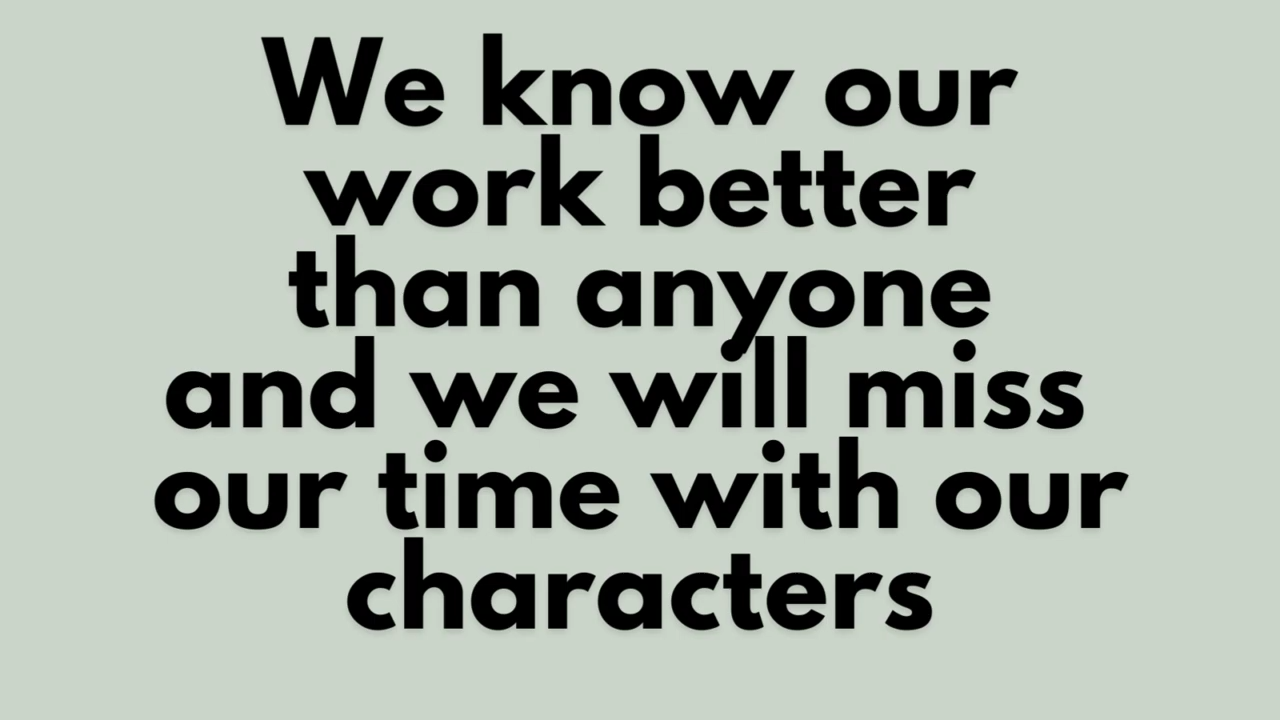 We know our
work better
than anyone
and we will miss
our time with our
characters